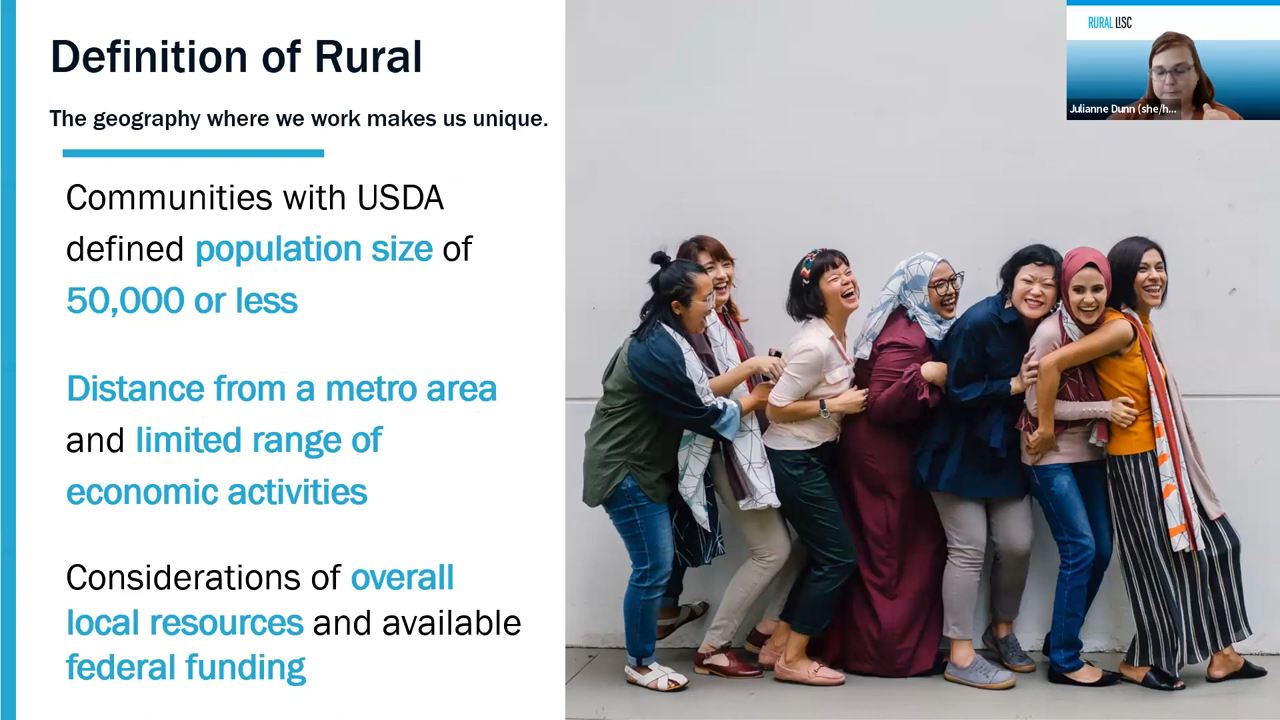 Definition of Rural
The geography where we work makes us unique.
Communities with USDA
defined population size of
50,000 or less
Distance from a metro area
and limited range of
economic activities
Considerations of overall
local resources and available
federal funding
RURAL LISC
Julianne Dunn (she/h...